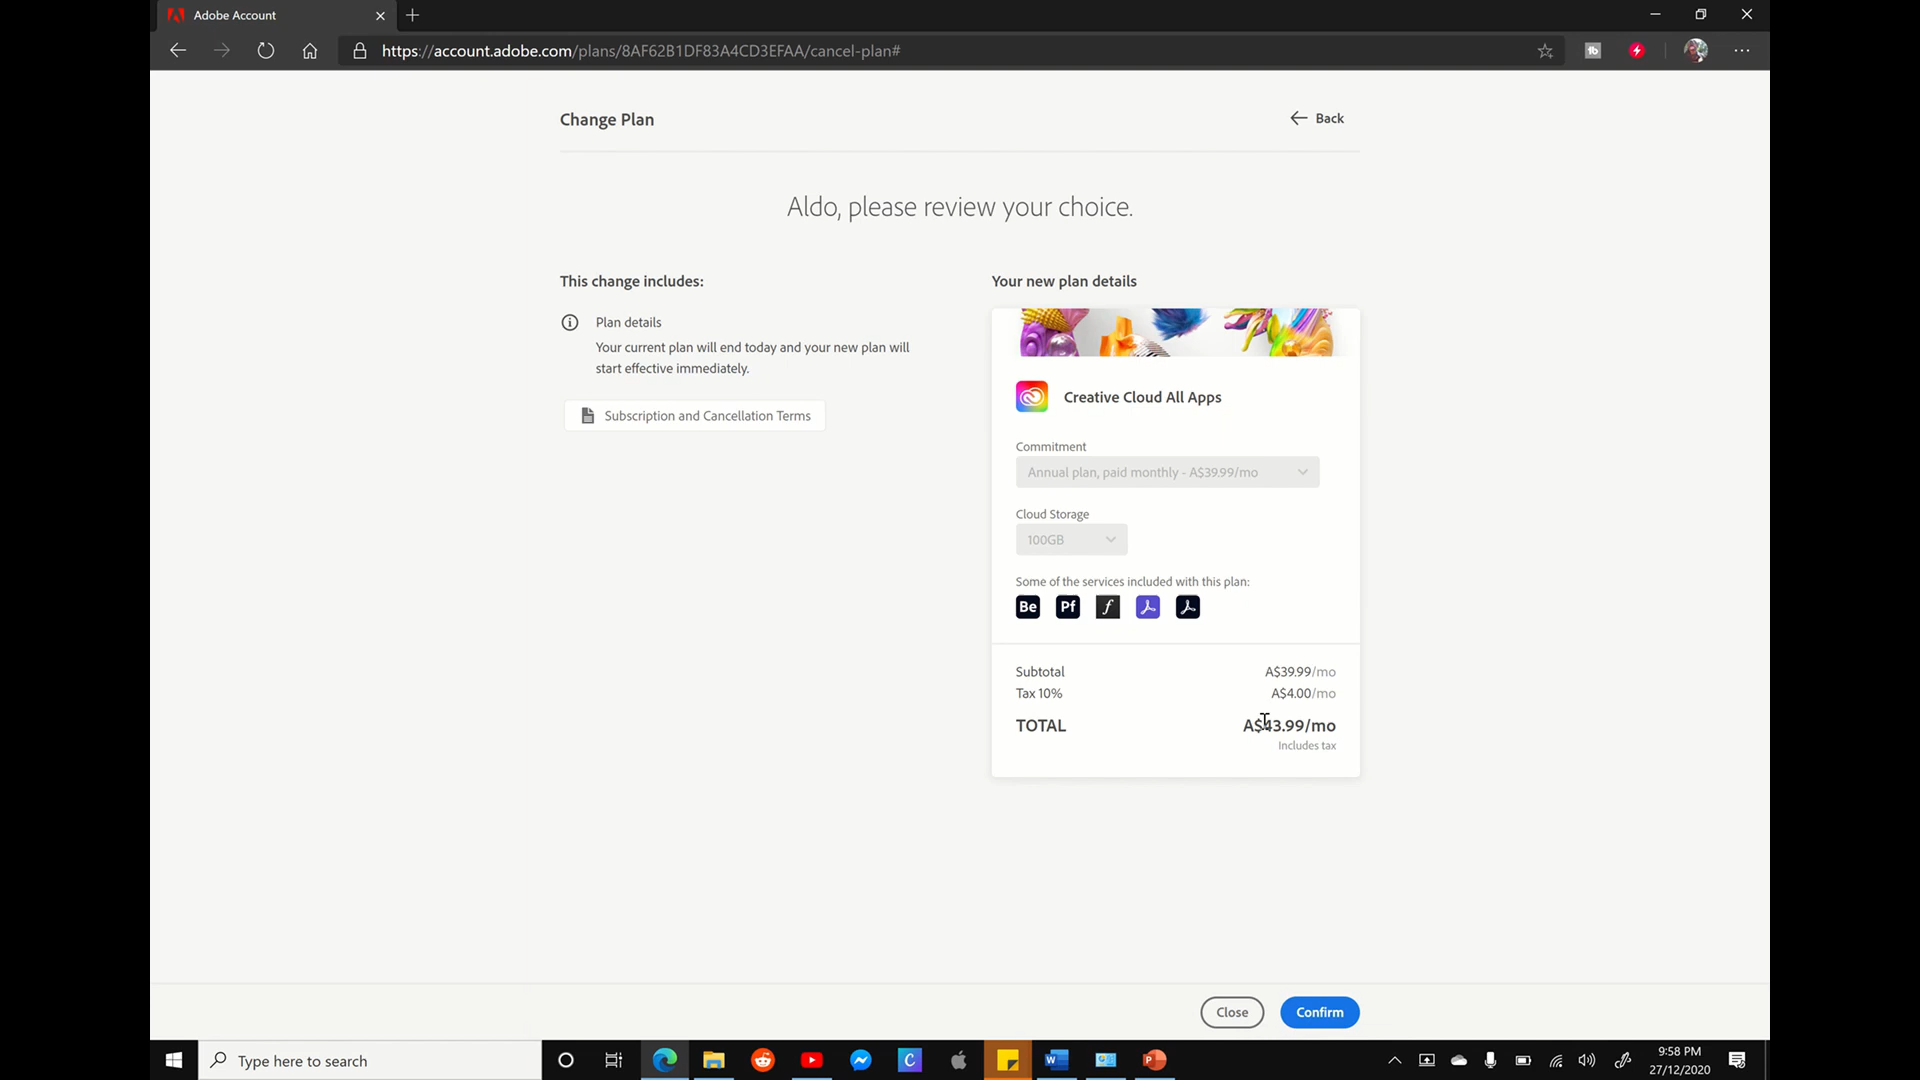 Adobe Account
https://account.adobe.com/plans/8AF62B1DF83A4CD3EFAA/cancel-plan#
Change Plan
Back
Aldo, please review your choice.
This change includes:
Plan details
Your current plan will end today and your new plan will
start effective immediately.
Subscription and Cancellation Terms
Your new plan details
Creative Cloud All Apps
Commitment
Annual plan, paid monthly - A$39.99/mo
Cloud Storage
100GB
Some of the services included with this plan:
Be Pf f
Subtotal A$39.99/mo
Tax 10% A$4.00/mo
TOTAL A$43.99/mo
Includes tax
Close Confirm
Type here to search
9:58 PM
27/12/2020